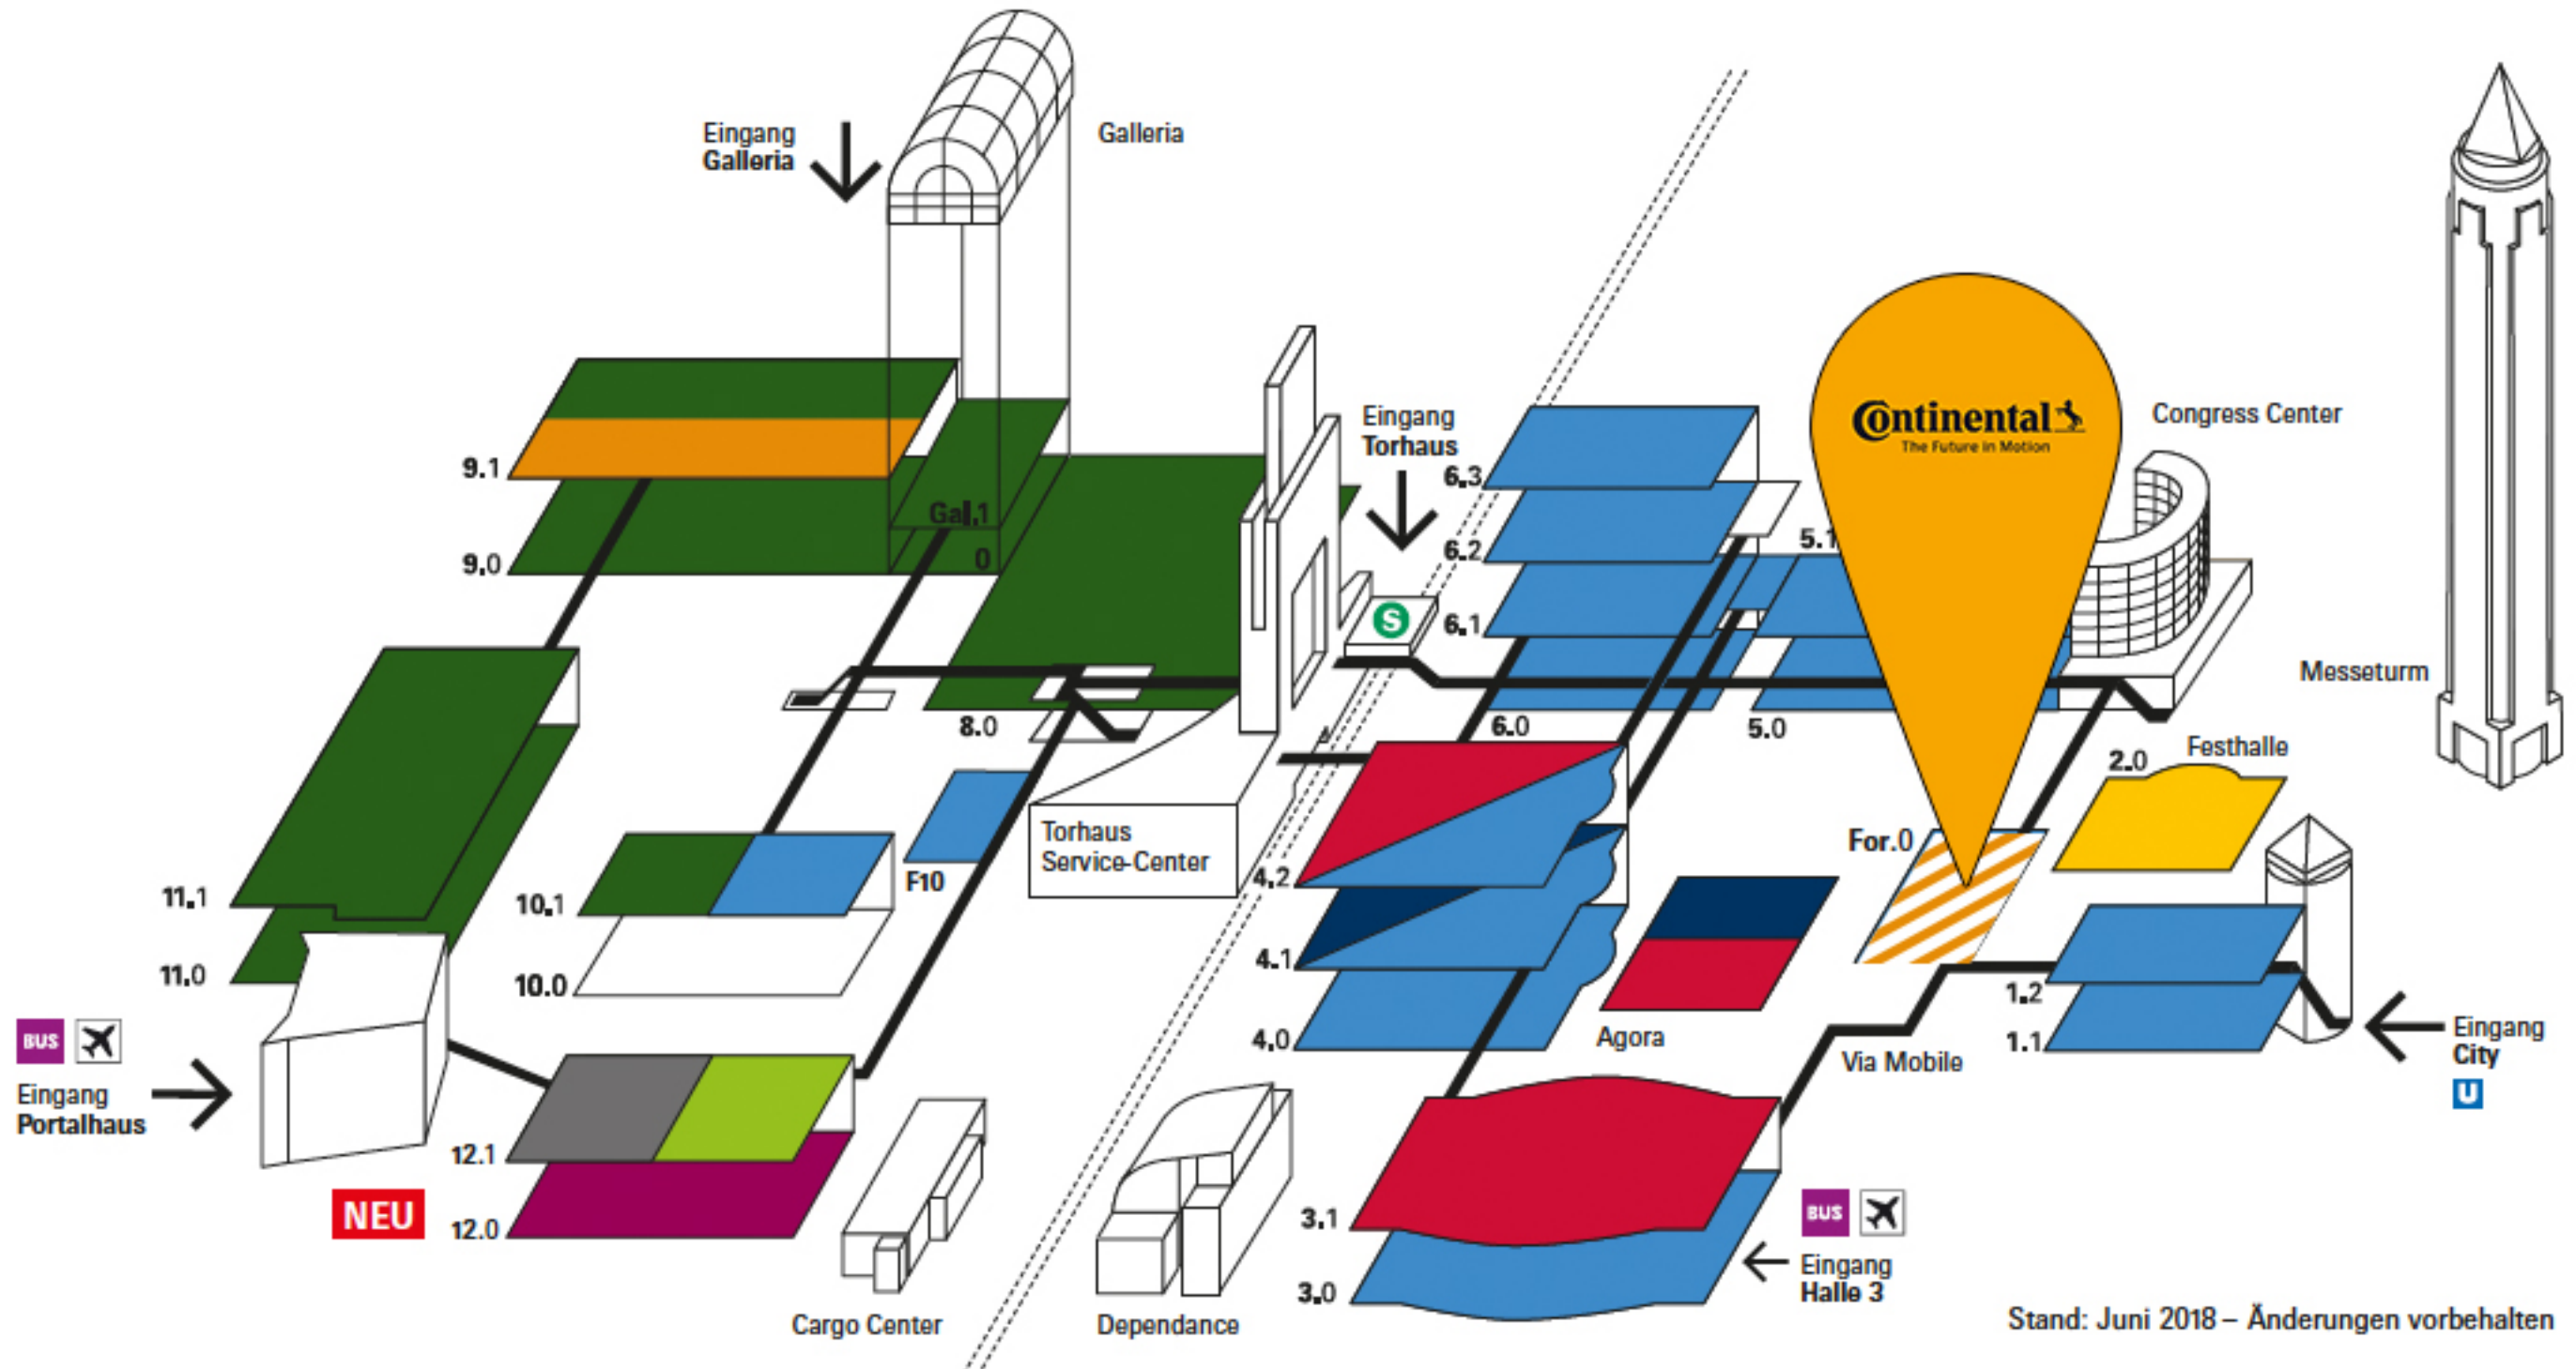 Eingang
Galleria
Galleria
Eingang
Torhaus
Continental
The Future in Motion
Congress Center
9.1
9.0
Gal.1
0
6.3
6.2
6.1
6.0
5.1
5.0
S
8.0
Messeturm
Festhalle
2.0
For.0
Torhaus
Service-Center
F10
11.1
11.0
10.1
10.0
4.2
4.1
4.0
Agora
1.2
1.1
Via Mobile
Eingang
City
U
BUS
Eingang
Portalhaus
12.1
12.0
NEU
3.1
3.0
BUS
Eingang
Halle 3
Cargo Center
Dependance
Stand: Juni 2018 – Änderungen vorbehalten